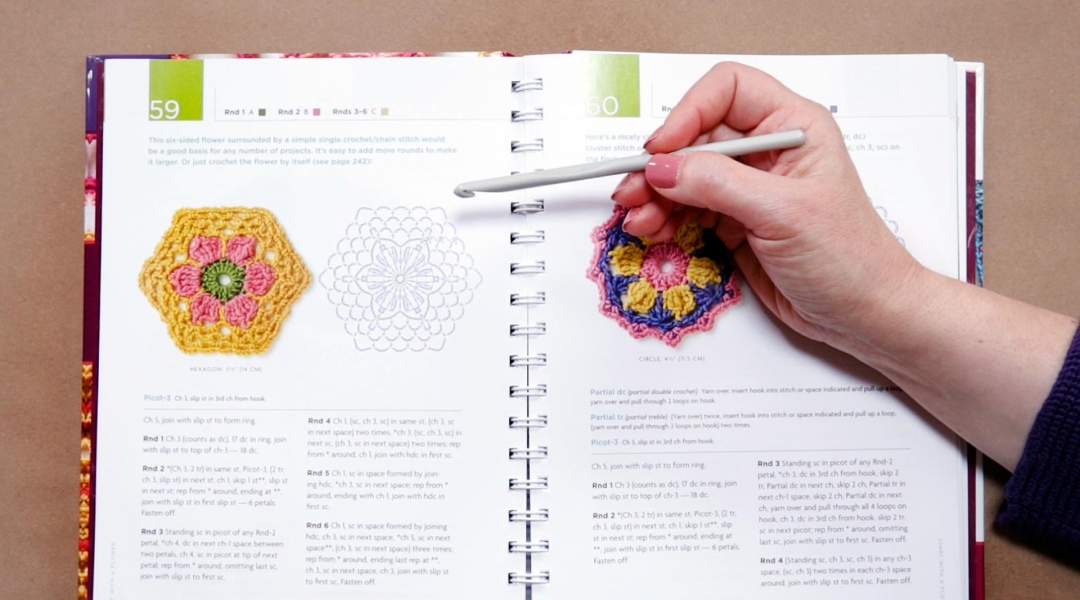 59
Rnd 1 A Rnd 2 B Rnds 3–6 C
This six-sided flower surrounded by a simple single crochet/chain stitch would
be a good basis for any number of projects. It's easy to add more rounds to make
it larger. Or just crochet the flower by itself (see page 242)!
HEXAGON: 5½" (14 CM)
Picot-3 Ch 3, slip st in 3rd ch from hook.
Ch 5, join with slip st to form ring.
Rnd 1 Ch 3 (counts as dc), 17 dc in ring, join
with slip st to top of ch-3 — 18 dc.
Rnd 2 *(Ch 3, 2 tr) in same st, Picot-3, (2 tr,
ch 3, slip st) in next st, ch 1, skip 1 st**, slip st
in next st; rep from * around, ending at **,
join with slip st in first slip st — 6 petals.
Fasten off.
Rnd 3 Standing sc in picot of any Rnd-2
petal, *ch 4, dc in next ch-1 space between
two petals, ch 4, sc in picot at tip of next
petal; rep from * around, omitting last sc,
join with slip st to first sc.
Rnd 4 Ch 1, (sc, ch 3, sc) in same st, (ch 3, sc
in next space) two times, *ch 3, (sc, ch 3, sc) in
next sc, (ch 3, sc in next space) two times; rep
from * around, ch 1, join with hdc in first sc.
Rnd 5 Ch 1, sc in space formed by join-
ing hdc, *ch 3, sc in next space; rep from *
around, ending with ch 1, join with hdc in
first sc.
Rnd 6 Ch 1, sc in space formed by joining
hdc, ch 3, sc in next space, *ch 5, sc in next
space**, (ch 3, sc in next space) three times;
rep from * around, ending last rep at **,
ch 3, sc in next space, ch 3, join with slip st
to first sc. Fasten off.
60
Here's a nicely
tr, dc)
cluster stitch
sc, ch 3, sc) on
the
CIRCLE: 4½" (11.5 CM)
Partial dc (partial double crochet) Yarn over, insert hook into stitch or space indicated and pull up a
yarn over and pull through 2 loops on hook.
Partial tr (partial treble) (Yarn over) twice, insert hook into stitch or space indicated and pull up a loop,
(yarn over and pull through 2 loops on hook) two times.
Picot-3 Ch 3, slip st in 3rd ch from hook.
Ch 5, join with slip st to form ring.
Rnd 1 Ch 3 (counts as dc), 17 dc in ring, join
with slip st to top of ch-3 — 18 dc.
Rnd 2 *(Ch 3, 2 tr) in same st, Picot-3, (2 tr,
ch 3, slip st) in next st, ch 1, skip 1 st**, slip
st in next st; rep from * around, ending at
**, join with slip st in first slip st — 6 petals.
Fasten off.
Rnd 3 Standing sc in picot of any Rnd-2
petal, *ch 3, dc in 3rd ch from hook, skip 2
tr, Partial dc in next ch, skip 2 ch, Partial tr in
next ch-1 space, skip 2 ch, Partial dc in next
ch, yarn over and pull through all 4 loops on
hook, ch 3, dc in 3rd ch from hook, skip 2 tr,
sc in next picot; rep from * around, omitting
last sc, join with slip st to first sc. Fasten off.
Rnd 4 (Standing sc, ch 3, sc) in any ch-3
space, (sc, ch 3) two times in each ch-3 space
around, join with slip st to first sc. Fasten off.